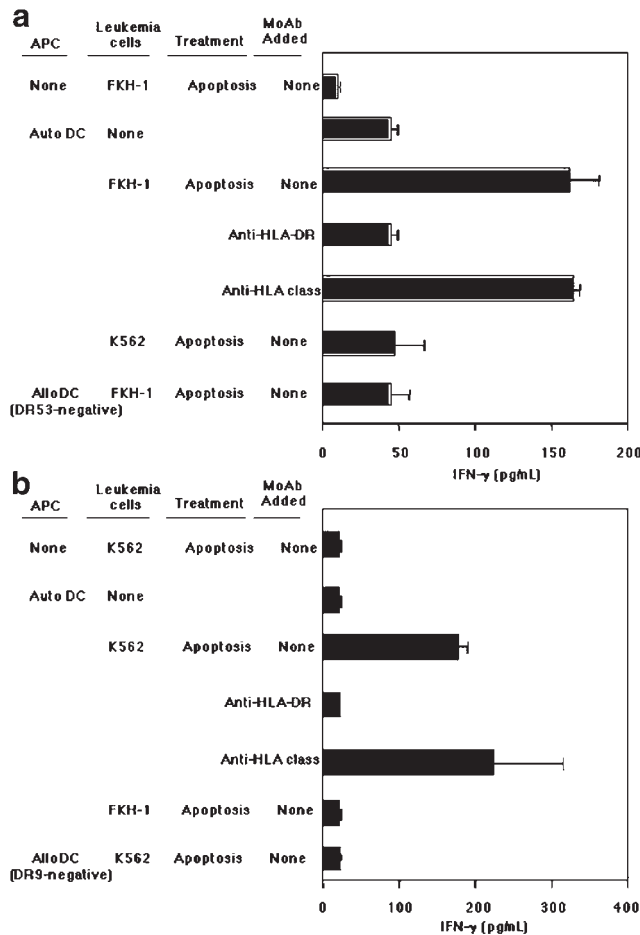 a
APC Leukemia cells Treatment MoAb Added
None FKH-1 Apoptosis None
Auto DC None
FKH-1 Apoptosis None
Anti-HLA-DR
Anti-HLA class
K562 Apoptosis None
AlloDC FKH-1 Apoptosis None
(DR53-negative)
0 50 100 150 200
IFN-γ (pg/mL)
b
APC Leukemia cells Treatment MoAb Added
None K562 Apoptosis None
Auto DC None
K562 Apoptosis None
Anti-HLA-DR
Anti-HLA class
FKH-1 Apoptosis None
AlloDC K562 Apoptosis None
(DR9-negative)
0 100 200 300 400
IFN-γ (pg/mL)